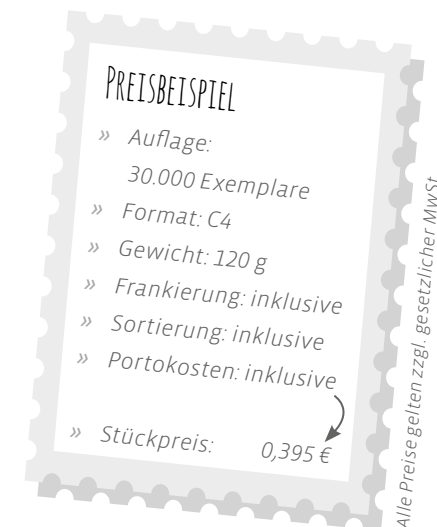 PREISBEISPIEL
» Auflage:
30.000 Exemplare
» Format: C4
» Gewicht: 120 g
» Frankierung: inklusive
» Sortierung: inklusive
» Portokosten: inklusive
» Stückpreis: 0,395 €
Alle Preise gelten zzgl. gesetzlicher MwSt